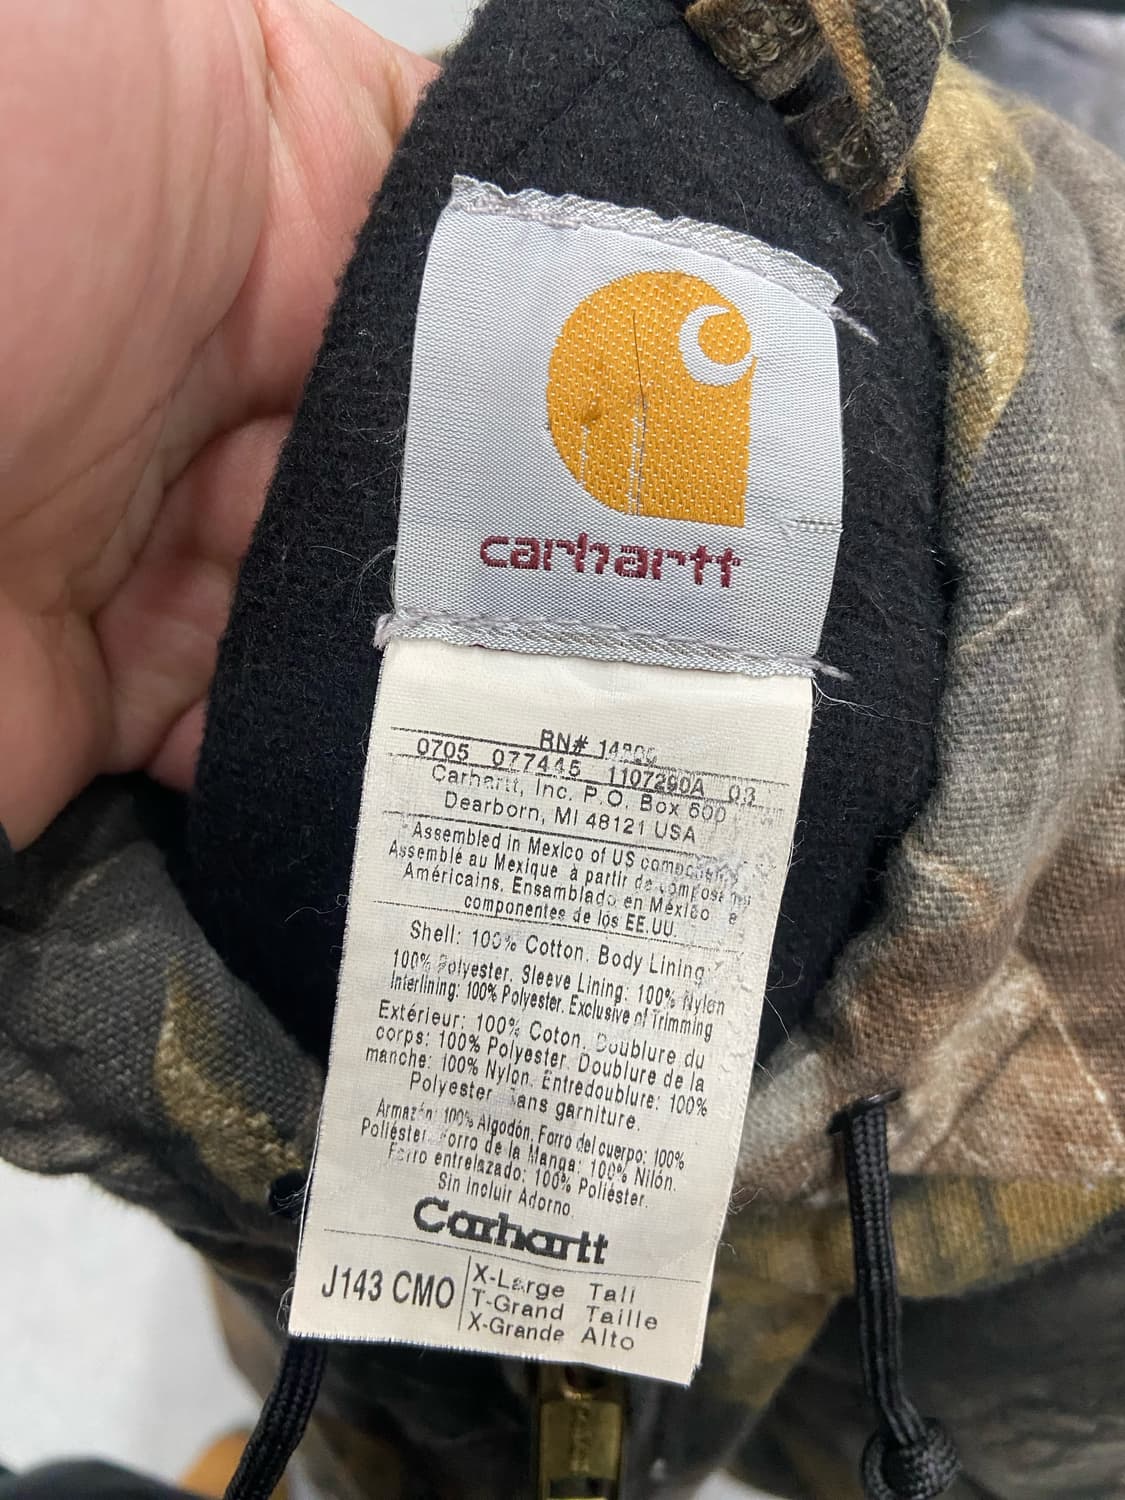 carhartt
RN# 14806
0705 077445 1107290A 03
Carhartt, Inc. P.O. Box 600
Dearborn, MI 48121 USA
Assembled in Mexico of US components
Assemblé au Mexique à partir de composants
Américains. Ensamblado en México e
componentes de los EE.UU.
Shell: 100% Cotton. Body Lining:
100% Polyester. Sleeve Lining: 100% Nylon
Interlining: 100% Polyester. Exclusive of Trimming
Extérieur: 100% Coton. Doublure du
corps: 100% Polyester. Doublure de la
manche: 100% Nylon. Entredoublure: 100%
Polyester Sans garniture.
Armazón: 100% Algodón. Forro del cuerpo: 100%
Poliéster. Forro de la Manga: 100% Nilón.
Forro entrelazado: 100% Poliéster.
Sin Incluir Adorno.
Carhartt
J143 CMO
X-Large Tall
T-Grand Taille
X-Grande Alto